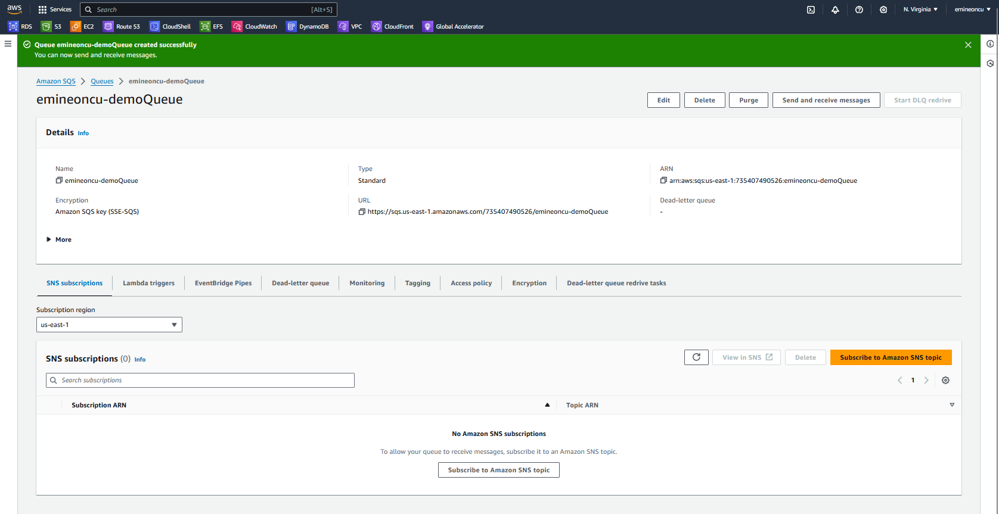 aws Services Search [Alt+S] N. Virginia emineoncu
RDS S3 EC2 Route 53 CloudShell EFS CloudWatch DynamoDB VPC CloudFront Global Accelerator
Queue emineoncu-demoQueue created successfully
You can now send and receive messages.
Amazon SQS Queues emineoncu-demoQueue
emineoncu-demoQueue Edit Delete Purge Send and receive messages Start DLQ redrive
Details Info
Name Type ARN
emineoncu-demoQueue Standard arn:aws:sqs:us-east-1:735407490526:emineoncu-demoQueue
Encryption URL Dead-letter queue
Amazon SQS key (SSE-SQS) https://sqs.us-east-1.amazonaws.com/735407490526/emineoncu-demoQueue -
More
SNS subscriptions Lambda triggers EventBridge Pipes Dead-letter queue Monitoring Tagging Access policy Encryption Dead-letter queue redrive tasks
Subscription region
us-east-1
SNS subscriptions (0) Info View in SNS Delete Subscribe to Amazon SNS topic
Search subscriptions 1
Subscription ARN Topic ARN
No Amazon SNS subscriptions
To allow your queue to receive messages, subscribe it to an Amazon SNS topic.
Subscribe to Amazon SNS topic